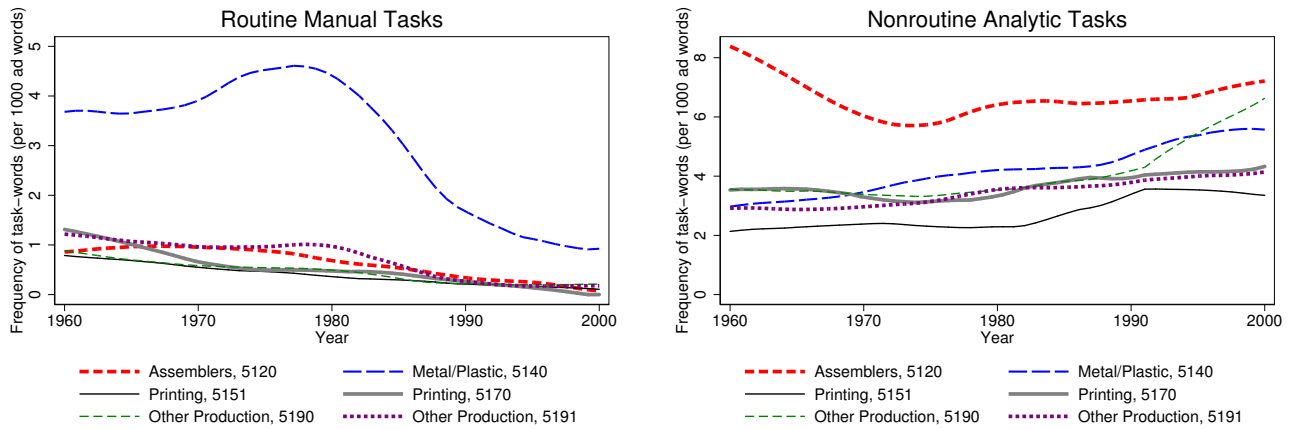 Routine Manual Tasks
Frequency of task−words (per 1000 ad words)
5
4
3
2
1
0
1960 1970 1980 1990 2000
Year
Assemblers, 5120 Metal/Plastic, 5140
Printing, 5151 Printing, 5170
Other Production, 5190 Other Production, 5191
Nonroutine Analytic Tasks
Frequency of task−words (per 1000 ad words)
8
6
4
2
0
1960 1970 1980 1990 2000
Year
Assemblers, 5120 Metal/Plastic, 5140
Printing, 5151 Printing, 5170
Other Production, 5190 Other Production, 5191